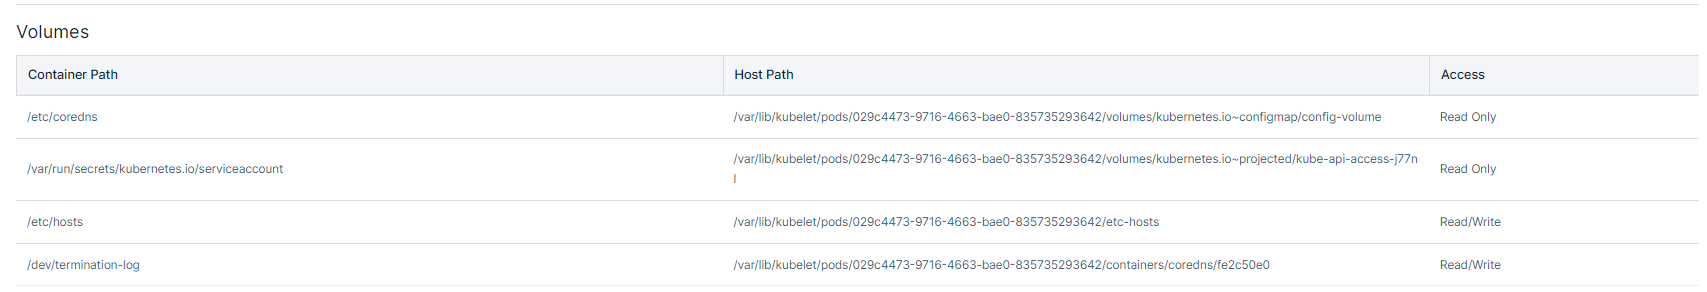 Volumes
Container Path Host Path Access
/etc/coredns /var/lib/kubelet/pods/029c4473-9716-4663-bae0-835735293642/volumes/kubernetes.io~configmap/config-volume Read Only
/var/run/secrets/kubernetes.io/serviceaccount /var/lib/kubelet/pods/029c4473-9716-4663-bae0-835735293642/volumes/kubernetes.io~projected/kube-api-access-j77n Read Only
l
/etc/hosts /var/lib/kubelet/pods/029c4473-9716-4663-bae0-835735293642/etc-hosts Read/Write
/dev/termination-log /var/lib/kubelet/pods/029c4473-9716-4663-bae0-835735293642/containers/coredns/fe2c50e0 Read/Write